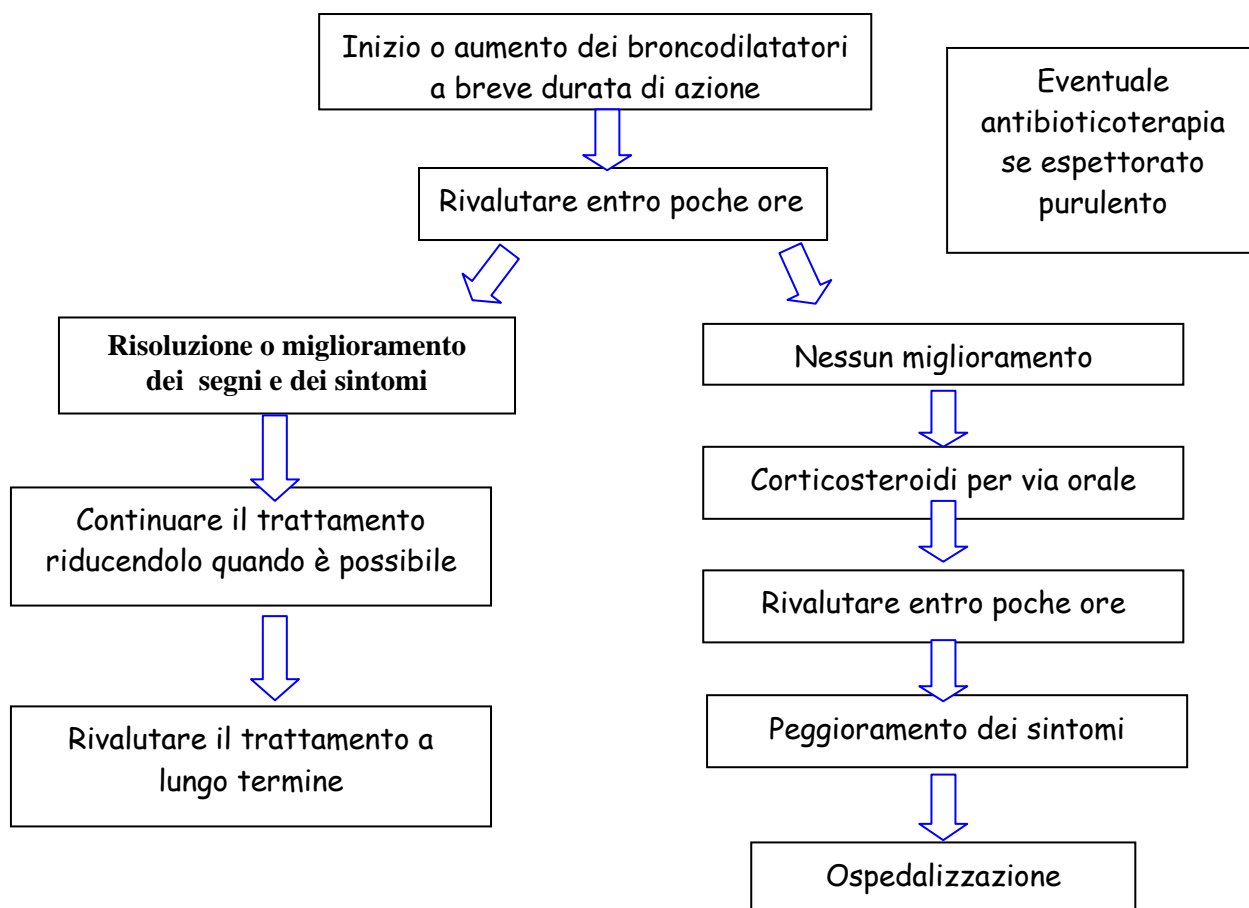 Inizio o aumento dei broncodilatatori
a breve durata di azione
Eventuale
antibioticoterapia
se espettorato
purulento
Rivalutare entro poche ore
Risoluzione o miglioramento
dei segni e dei sintomi
Nessun miglioramento
Continuare il trattamento
riducendolo quando è possibile
Corticosteroidi per via orale
Rivalutare entro poche ore
Rivalutare il trattamento a
lungo termine
Peggioramento dei sintomi
Ospedalizzazione